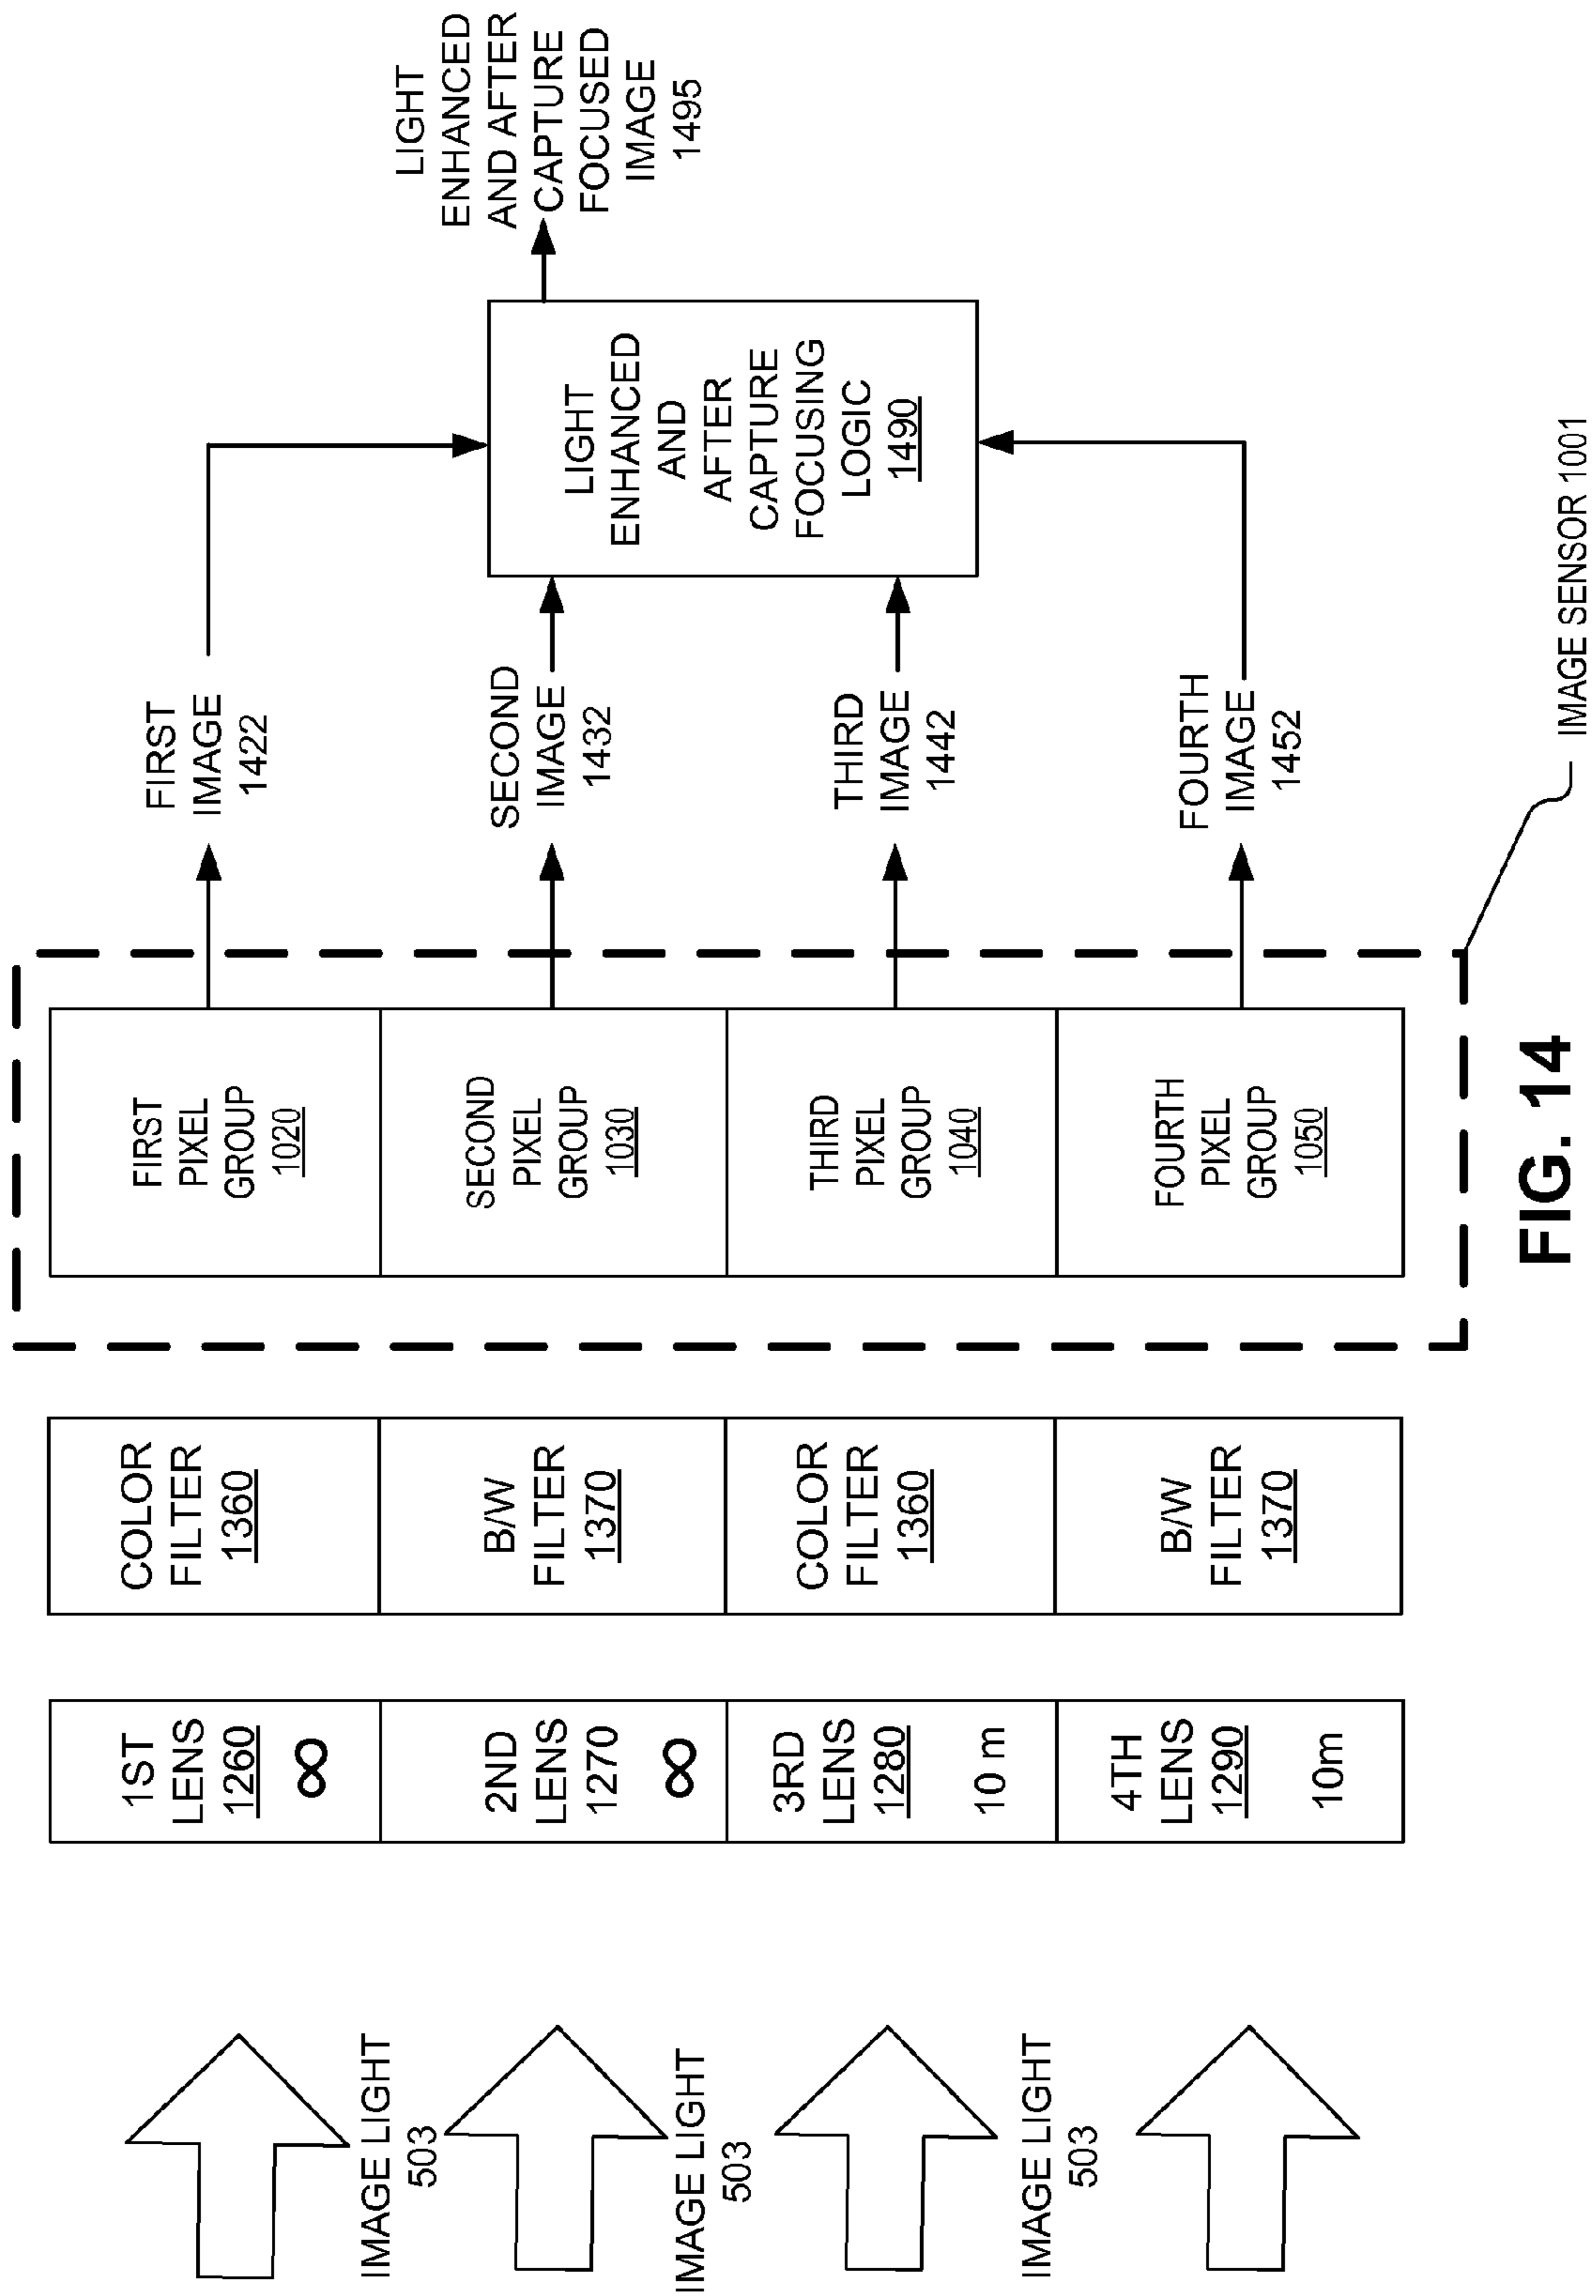 IMAGE LIGHT
503
IMAGE LIGHT
503
IMAGE LIGHT
503
1ST
LENS
1260
∞
2ND
LENS
1270
∞
3RD
LENS
1280
10 m
4TH
LENS
1290
10m
COLOR
FILTER
1360
B/W
FILTER
1370
COLOR
FILTER
1360
B/W
FILTER
1370
FIRST
PIXEL
GROUP
1020
SECOND
PIXEL
GROUP
1030
THIRD
PIXEL
GROUP
1040
FOURTH
PIXEL
GROUP
1050
FIRST
IMAGE
1422
SECOND
IMAGE
1432
THIRD
IMAGE
1442
FOURTH
IMAGE
1452
LIGHT
ENHANCED
AND
AFTER
CAPTURE
FOCUSING
LOGIC
1490
LIGHT
ENHANCED
AND AFTER
CAPTURE
FOCUSED
IMAGE
1495
IMAGE SENSOR 1001
FIG. 14